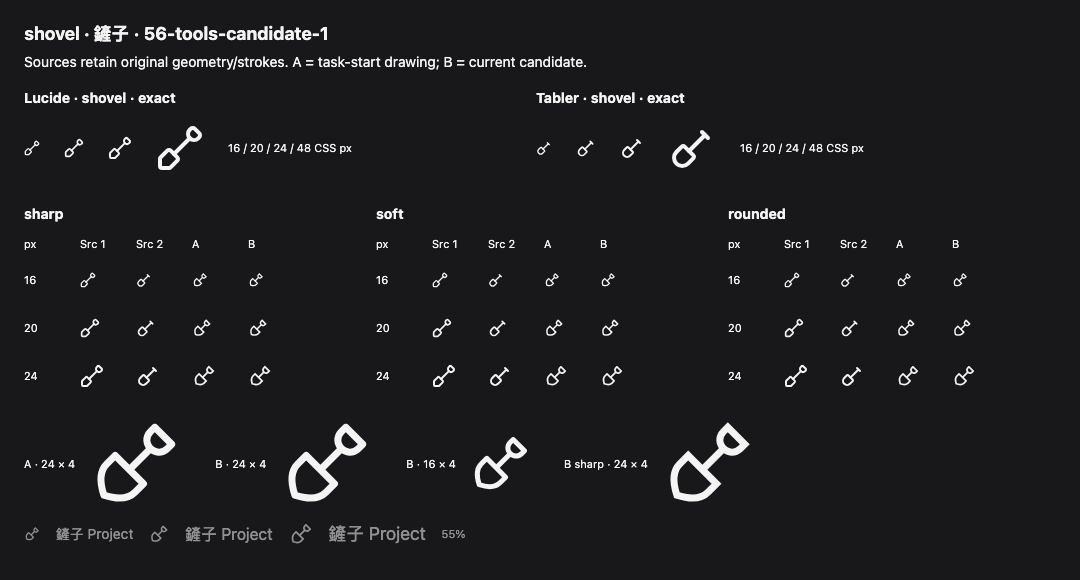 shovel · 鏟子 · 56-tools-candidate-1
Sources retain original geometry/strokes. A = task-start drawing; B = current candidate.
Lucide · shovel · exact
Tabler · shovel · exact
16 / 20 / 24 / 48 CSS px
16 / 20 / 24 / 48 CSS px
sharp
soft
rounded
px Src 1 Src 2 A B
px Src 1 Src 2 A B
px Src 1 Src 2 A B
16
16
16
20
20
20
24
24
24
A · 24 × 4
B · 24 × 4
B · 16 × 4
B sharp · 24 × 4
鏟子 Project
鏟子 Project
鏟子 Project
55%